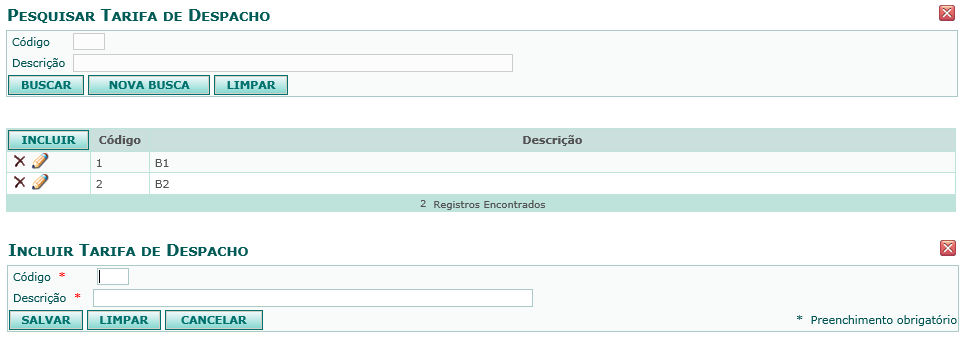 PESQUISAR TARIFA DE DESPACHO
Código
Descrição
BUSCAR NOVA BUSCA LIMPAR
INCLUIR Código Descrição
1 B1
2 B2
2 Registros Encontrados
INCLUIR TARIFA DE DESPACHO
Código *
Descrição *
SALVAR LIMPAR CANCELAR * Preenchimento obrigatório